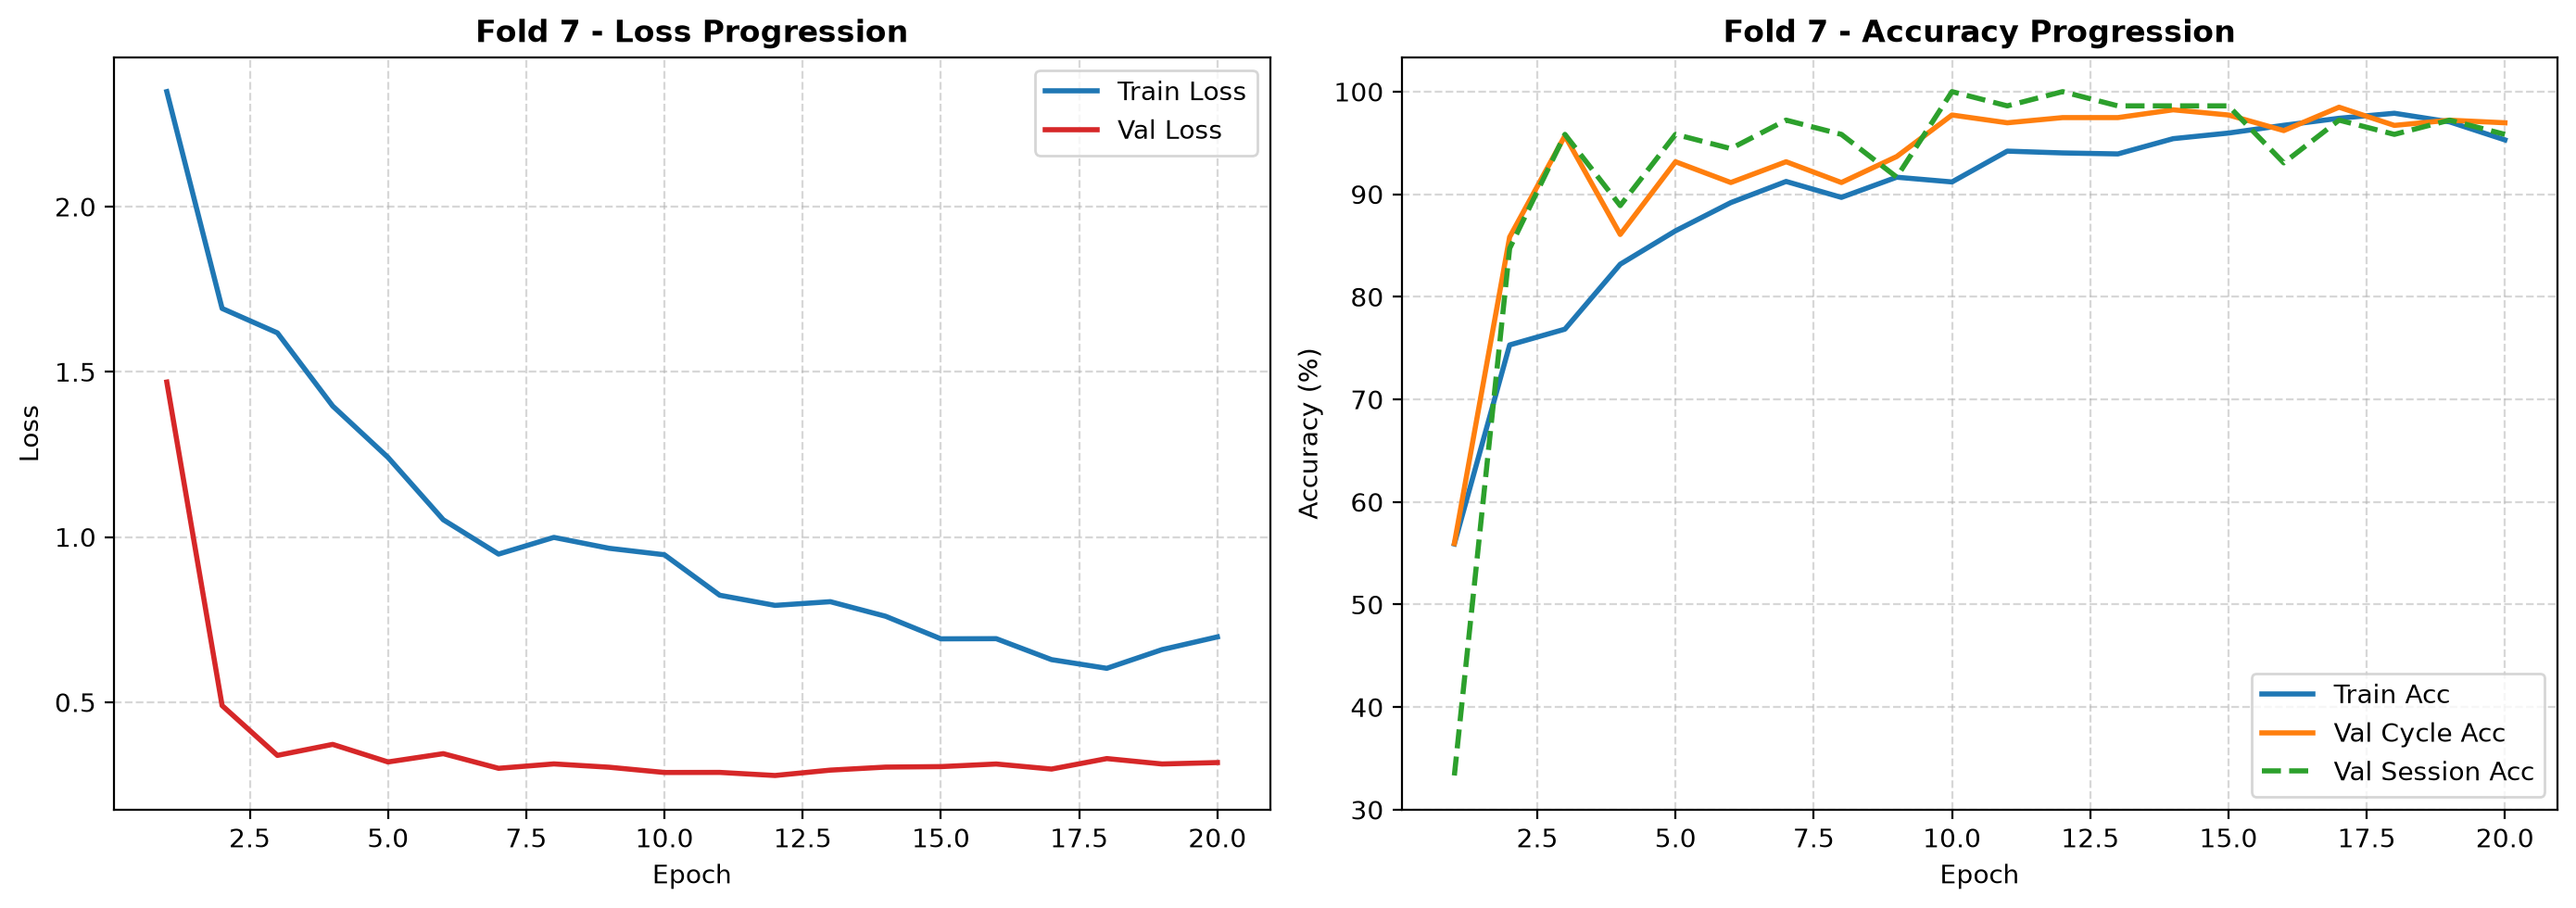 Fold 7 - Loss Progression
Train Loss
Val Loss
2.0
1.5
1.0
0.5
Loss
2.5 5.0 7.5 10.0 12.5 15.0 17.5 20.0
Epoch
Fold 7 - Accuracy Progression
100
90
80
70
60
50
40
30
Accuracy (%)
Train Acc
Val Cycle Acc
Val Session Acc
2.5 5.0 7.5 10.0 12.5 15.0 17.5 20.0
Epoch